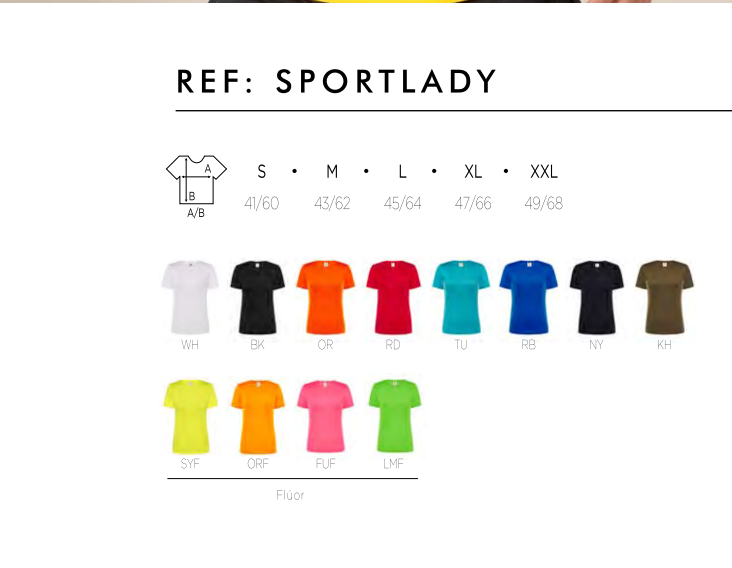 REF: SPORTLADY
A
B
A/B
S • M • L • XL • XXL
41/60 43/62 45/64 47/66 49/68
WH BK OR RD TU RB NY KH
SYF ORF FUF LMF
Flúor